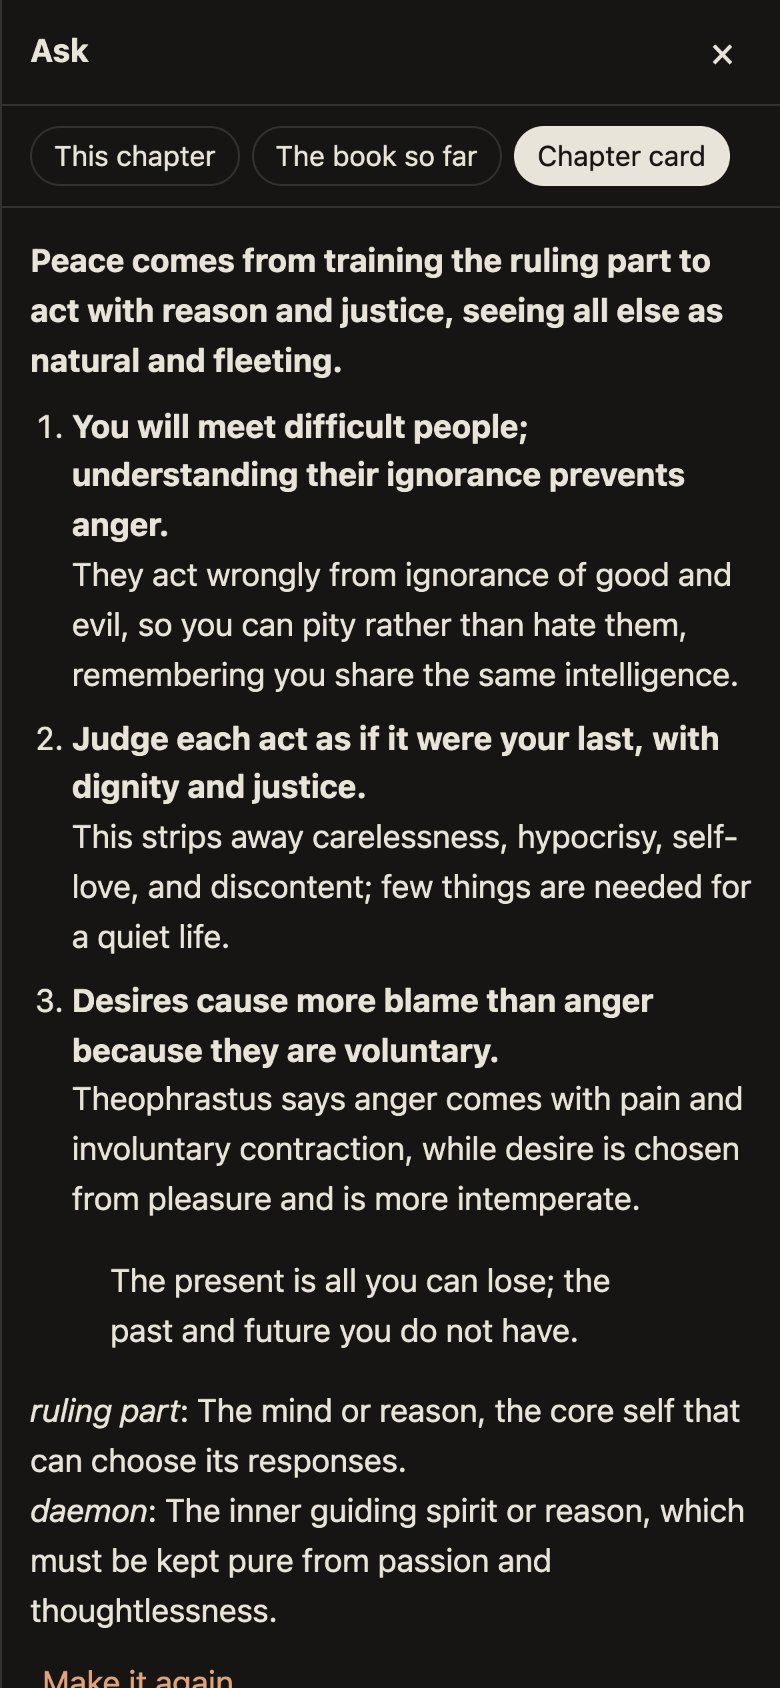 Ask
×
This chapter
The book so far
Chapter card
Peace comes from training the ruling part to
act with reason and justice, seeing all else as
natural and fleeting.
1. You will meet difficult people;
understanding their ignorance prevents
anger.
They act wrongly from ignorance of good and
evil, so you can pity rather than hate them,
remembering you share the same intelligence.
2. Judge each act as if it were your last, with
dignity and justice.
This strips away carelessness, hypocrisy, self-
love, and discontent; few things are needed for
a quiet life.
3. Desires cause more blame than anger
because they are voluntary.
Theophrastus says anger comes with pain and
involuntary contraction, while desire is chosen
from pleasure and is more intemperate.
The present is all you can lose; the
past and future you do not have.
ruling part: The mind or reason, the core self that
can choose its responses.
daemon: The inner guiding spirit or reason, which
must be kept pure from passion and
thoughtlessness.
Make it again